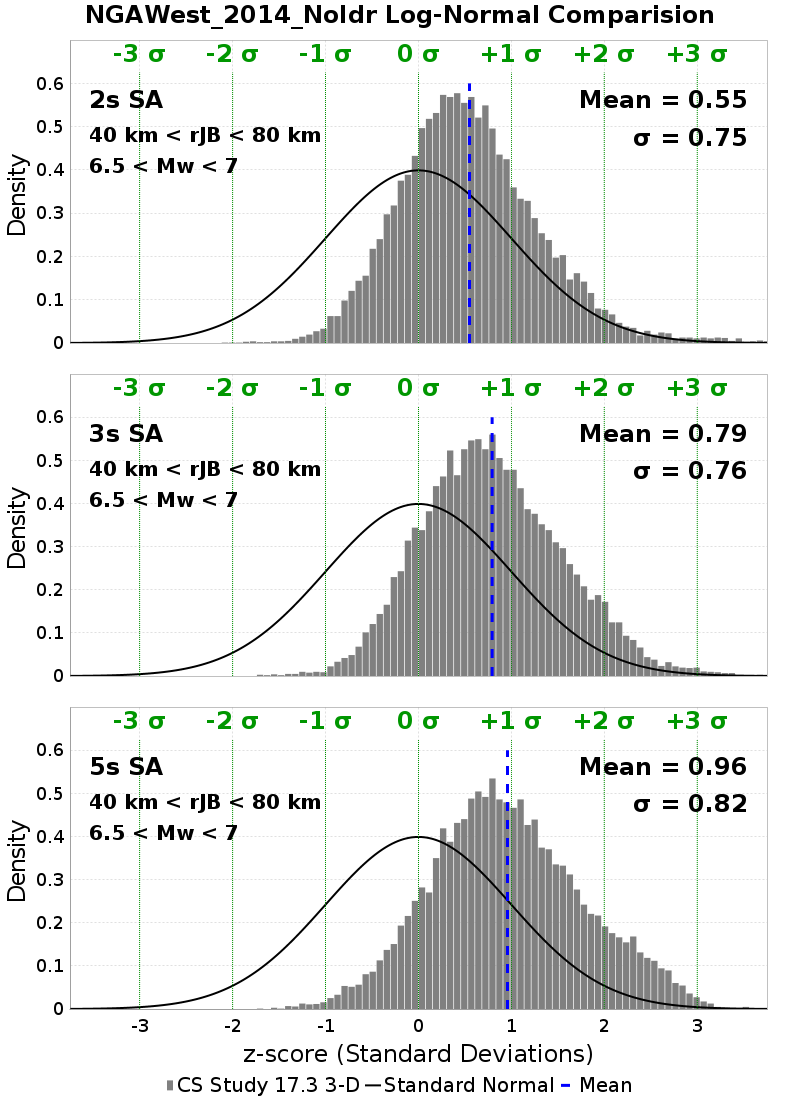 NGAWest_2014_NoIdr Log-Normal Comparision
-3 σ -2 σ -1 σ 0 σ +1 σ +2 σ +3 σ
0.6
2s SA Mean = 0.55
0.5
40 km < rJB < 80 km σ = 0.75
6.5 < Mw < 7
0.4
0.3
0.2
0.1
0
Density
-3 σ -2 σ -1 σ 0 σ +1 σ +2 σ +3 σ
0.6
3s SA Mean = 0.79
0.5
40 km < rJB < 80 km σ = 0.76
6.5 < Mw < 7
0.4
0.3
0.2
0.1
0
Density
-3 σ -2 σ -1 σ 0 σ +1 σ +2 σ +3 σ
0.6
5s SA Mean = 0.96
0.5
40 km < rJB < 80 km σ = 0.82
6.5 < Mw < 7
0.4
0.3
0.2
0.1
0
Density
-3 -2 -1 0 1 2 3
z-score (Standard Deviations)
CS Study 17.3 3-D Standard Normal Mean